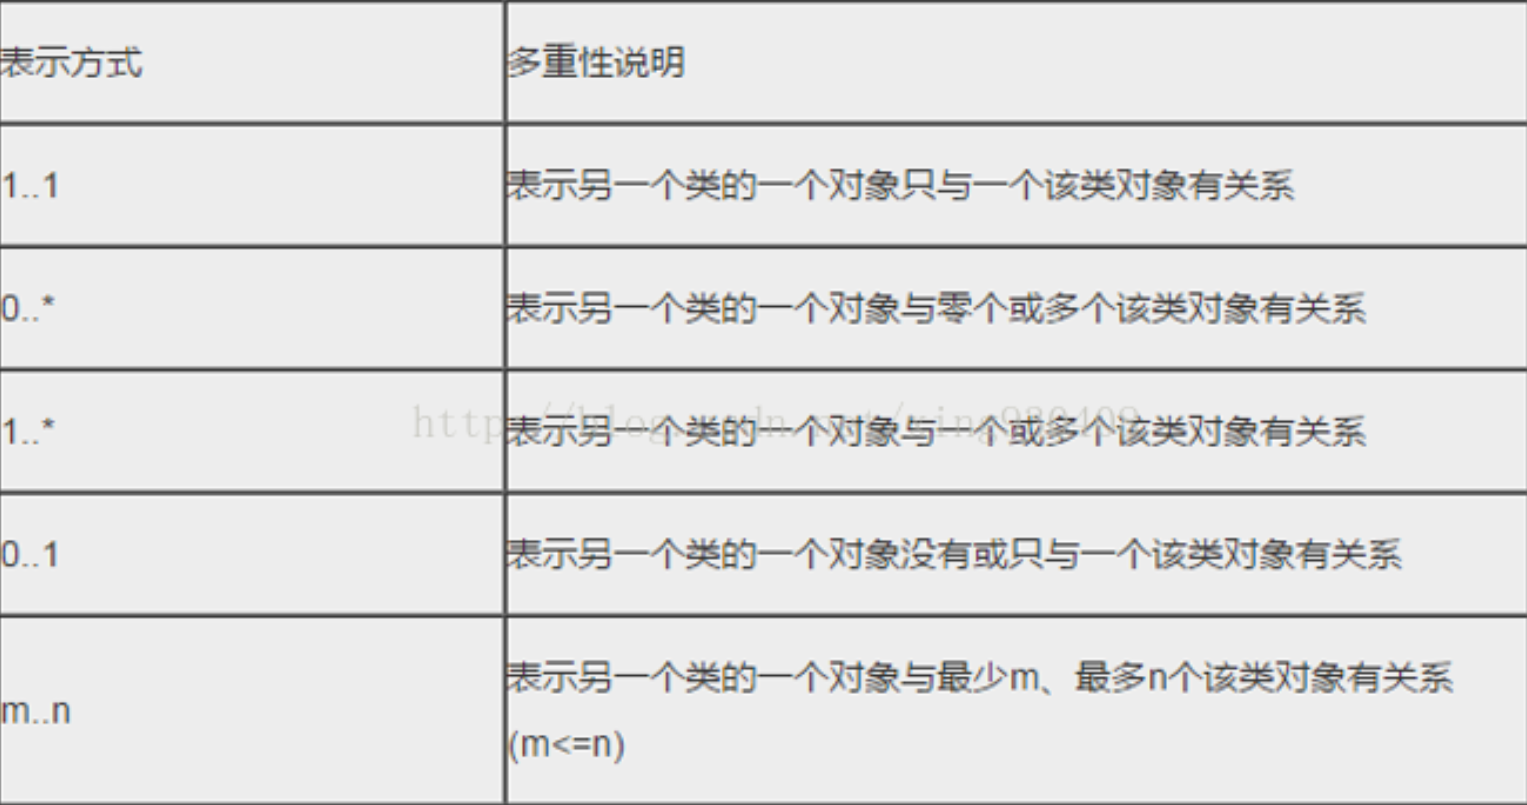 表示方式
多重性说明
1..1
表示另一个类的一个对象只与一个该类对象有关系
0..*
表示另一个类的一个对象与零个或多个该类对象有关系
1..*
表示另一个类的一个对象与一个或多个该类对象有关系
0..1
表示另一个类的一个对象没有或只与一个该类对象有关系
m..n
表示另一个类的一个对象与最少m、最多n个该类对象有关系
(m<=n)